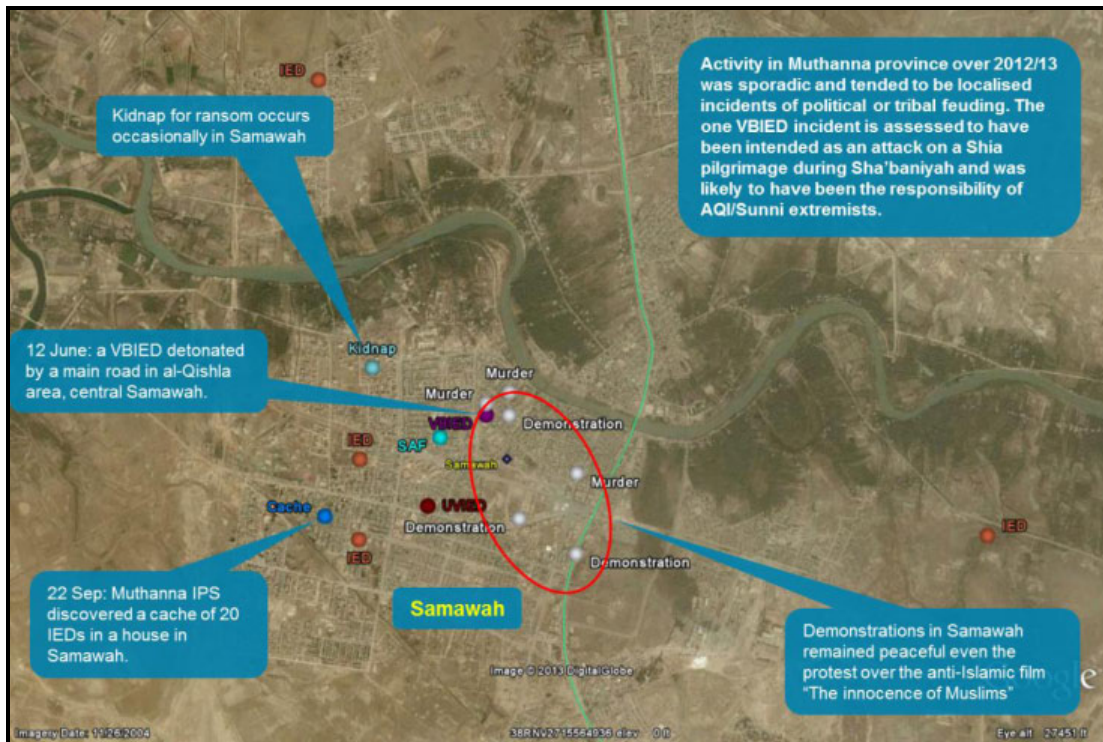 IED
Kidnap for ransom occurs
occasionally in Samawah
Activity in Muthanna province over 2012/13
was sporadic and tended to be localised
incidents of political or tribal feuding. The
one VBIED incident is assessed to have
been intended as an attack on a Shia
pilgrimage during Sha'baniyah and was
likely to have been the responsibility of
AQI/Sunni extremists.
12 June: a VBIED detonated
by a main road in al-Qishla
area, central Samawah.
Kidnap
Murder
Murder
VBIED
Demonstration
SAF
IED
Samawah
Murder
Cache
UVIED
Demonstration
IED
IED
Demonstration
22 Sep: Muthanna IPS
discovered a cache of 20
IEDs in a house in
Samawah.
Samawah
Demonstrations in Samawah
remained peaceful even the
protest over the anti-Islamic film
"The innocence of Muslims"
Image © 2013 DigitalGlobe
Imagery Date: 11/26/2004
38RNV2715564936 elev 0 ft
Eye alt 27451 ft